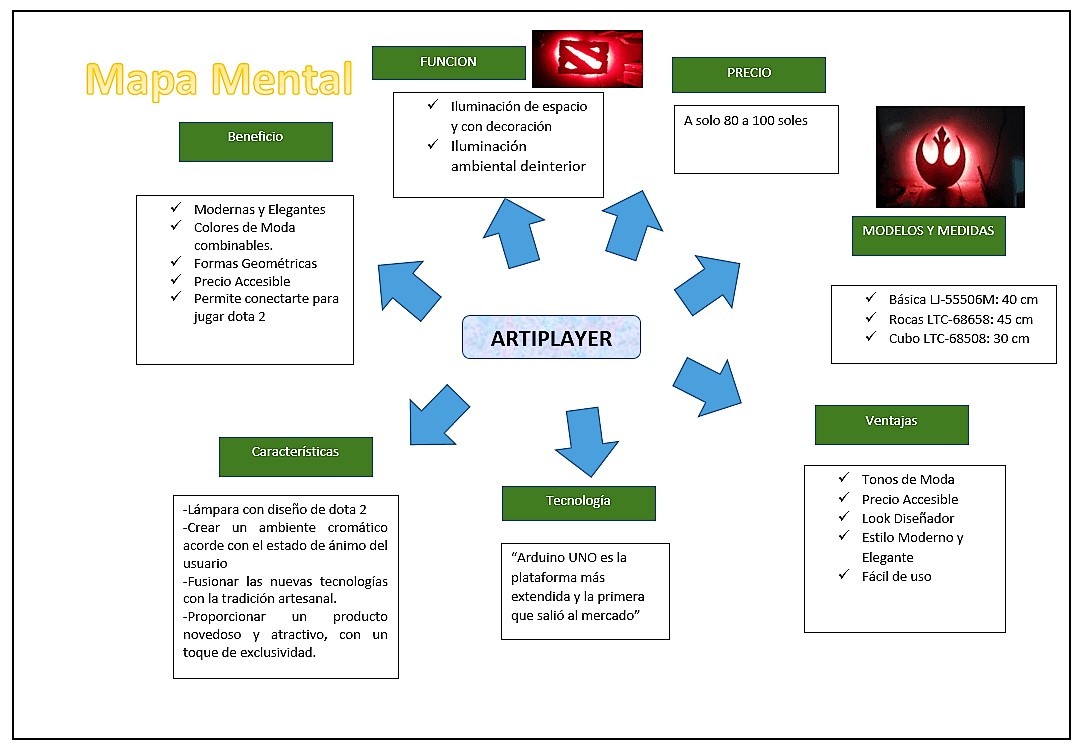 Mapa Mental
FUNCION
✓ Iluminación de espacio
y con decoración
✓ Iluminación
ambiental deinterior
PRECIO
A solo 80 a 100 soles
Beneficio
✓ Modernas y Elegantes
✓ Colores de Moda
combinables.
✓ Formas Geométricas
✓ Precio Accesible
✓ Permite conectarte para
jugar dota 2
MODELOS Y MEDIDAS
✓ Básica LJ-55506M: 40 cm
✓ Rocas LTC-68658: 45 cm
✓ Cubo LTC-68508: 30 cm
ARTIPLAYER
Características
-Lámpara con diseño de dota 2
-Crear un ambiente cromático
acorde con el estado de ánimo del
usuario
-Fusionar las nuevas tecnologías
con la tradición artesanal.
-Proporcionar un producto
novedoso y atractivo, con un
toque de exclusividad.
Tecnología
“Arduino UNO es la
plataforma más
extendida y la primera
que salió al mercado”
Ventajas
✓ Tonos de Moda
✓ Precio Accesible
✓ Look Diseñador
✓ Estilo Moderno y
Elegante
✓ Fácil de uso